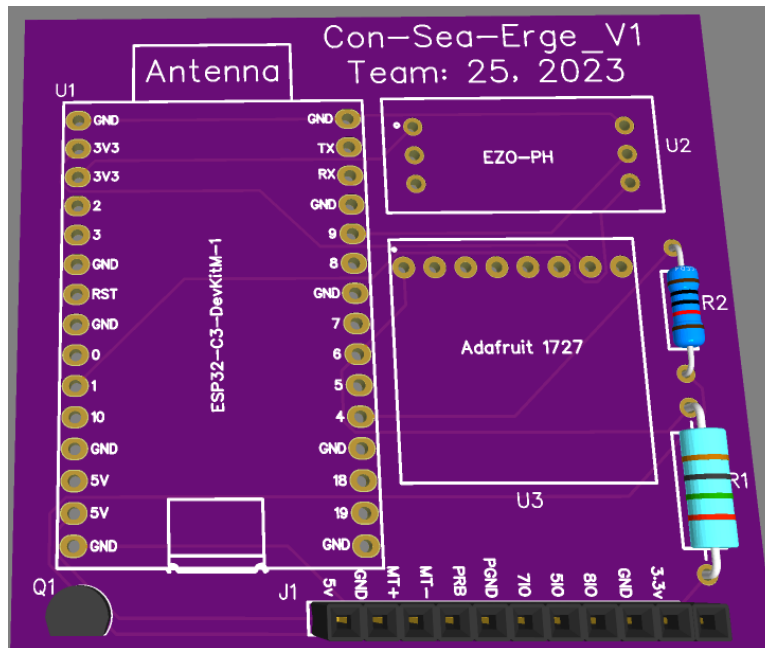 Con-Sea-Erge_V1
Team: 25, 2023
Antenna
U1
GND
3V3
3V3
2
3
GND
RST
GND
0
1
10
GND
5V
5V
GND
ESP32-C3-DevKitM-1
GND
TX
RX
GND
9
8
GND
7
6
5
4
GND
18
19
GND
U2
EZO-PH
Adafruit 1727
U3
R2
R1
Q1
J1
5v
GND
MT+
MT-
PRB
PGND
7IO
5IO
8IO
GND
3.3v